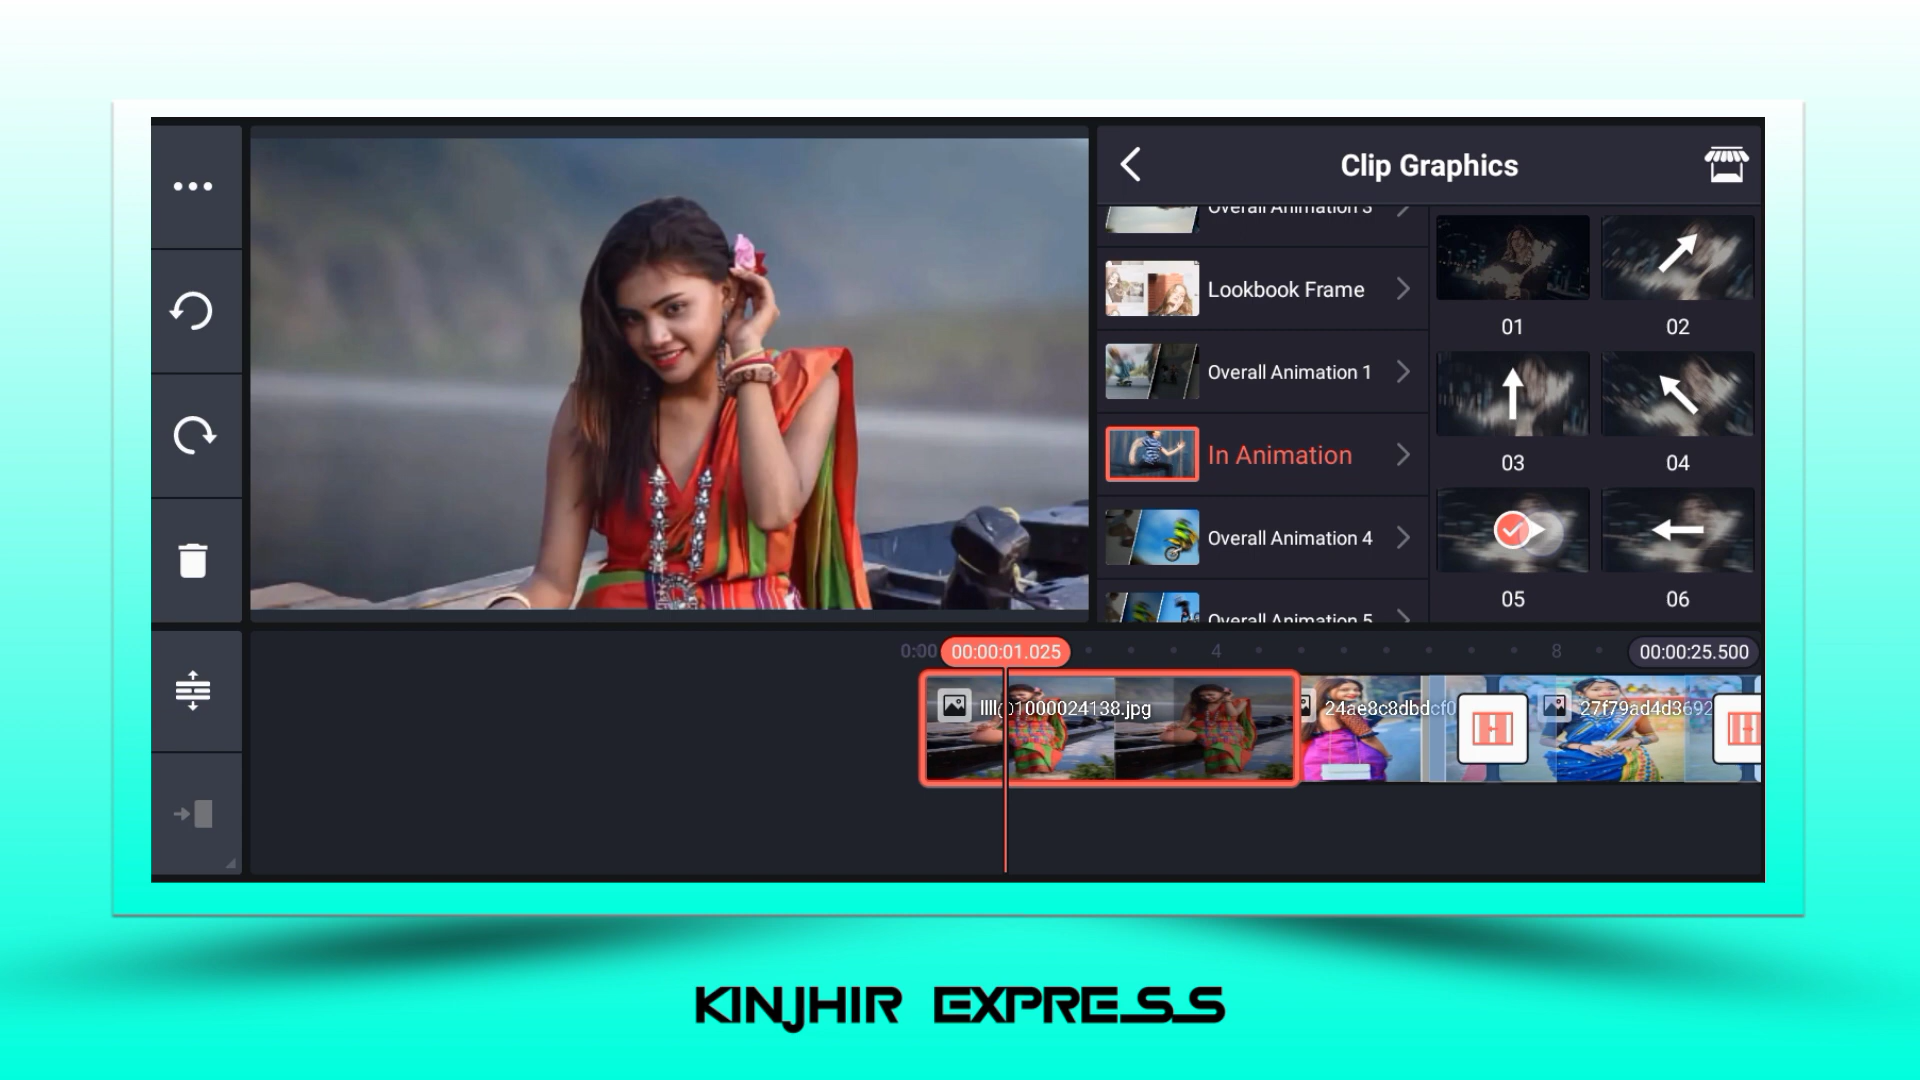 Clip Graphics
Overall Animation 3
Lookbook Frame
Overall Animation 1
In Animation
Overall Animation 4
Overall Animation 5
01
02
03
04
05
06
0:00
00:00:01.025
4
8
00:00:25.500
1000024138.jpg
24ae8c8dbdcf0
27f79ad4d3692
KINJHIR EXPRESS